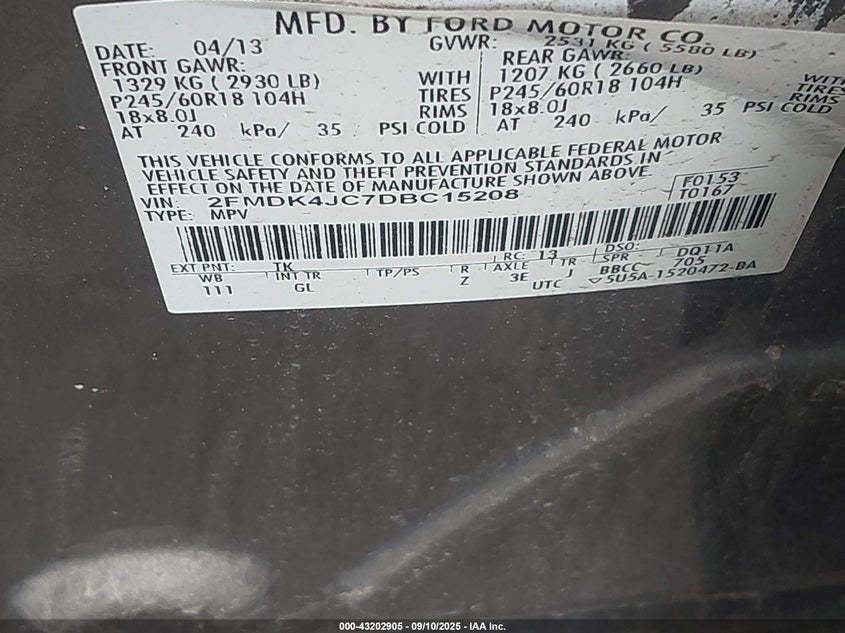 MFD. BY FORD MOTOR CO.
DATE: 04/13 GVWR: 2531 KG ( 5580 LB)
FRONT GAWR: REAR GAWR:
1329 KG ( 2930 LB) WITH 1207 KG ( 2660 LB) WITH
P245/60R18 104H TIRES P245/60R18 104H TIRES
18x8.0J RIMS 18x8.0J RIMS
AT 240 kPa/ 35 PSI COLD AT 240 kPa/ 35 PSI COLD
THIS VEHICLE CONFORMS TO ALL APPLICABLE FEDERAL MOTOR
VEHICLE SAFETY AND THEFT PREVENTION STANDARDS IN
EFFECT ON THE DATE OF MANUFACTURE SHOWN ABOVE.
VIN: 2FMDK4JC7DBC15208 F0153
TYPE: MPV T0167
EXT PNT: TK RC: 13 DSO: DQ11A
WB INT TR TP/PS R AXLE TR SPR 705
111 GL Z 3E J BBCC
UTC ▽5U5A-1520472-BA
000-43202905 - 09/10/2025 - IAA Inc.